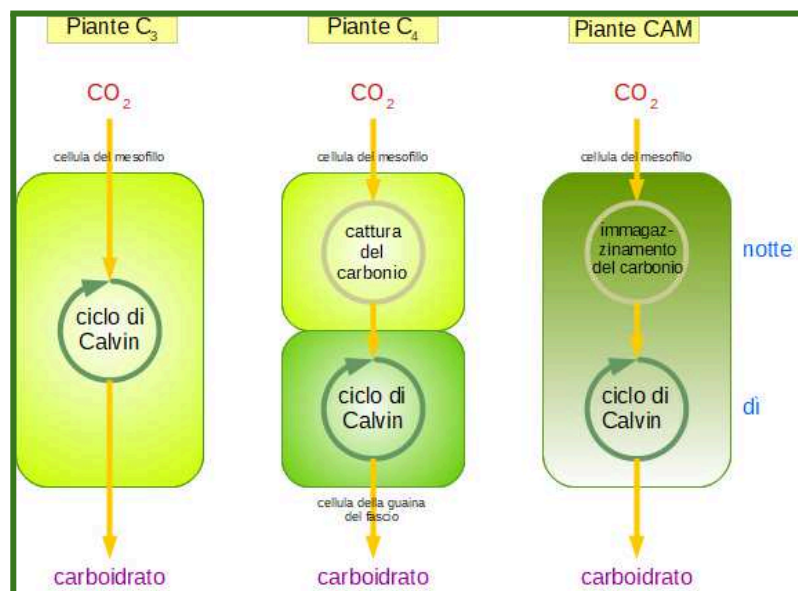 Piante C3
Piante C4
Piante CAM
CO2
CO2
CO2
cellula del mesofillo
cellula del mesofillo
cellula del mesofillo
cattura
del
carbonio
immagaz-
zinamento
del carbonio
notte
ciclo di
Calvin
ciclo di
Calvin
ciclo di
Calvin
dì
cellula della guaina
del fascio
carboidrato
carboidrato
carboidrato